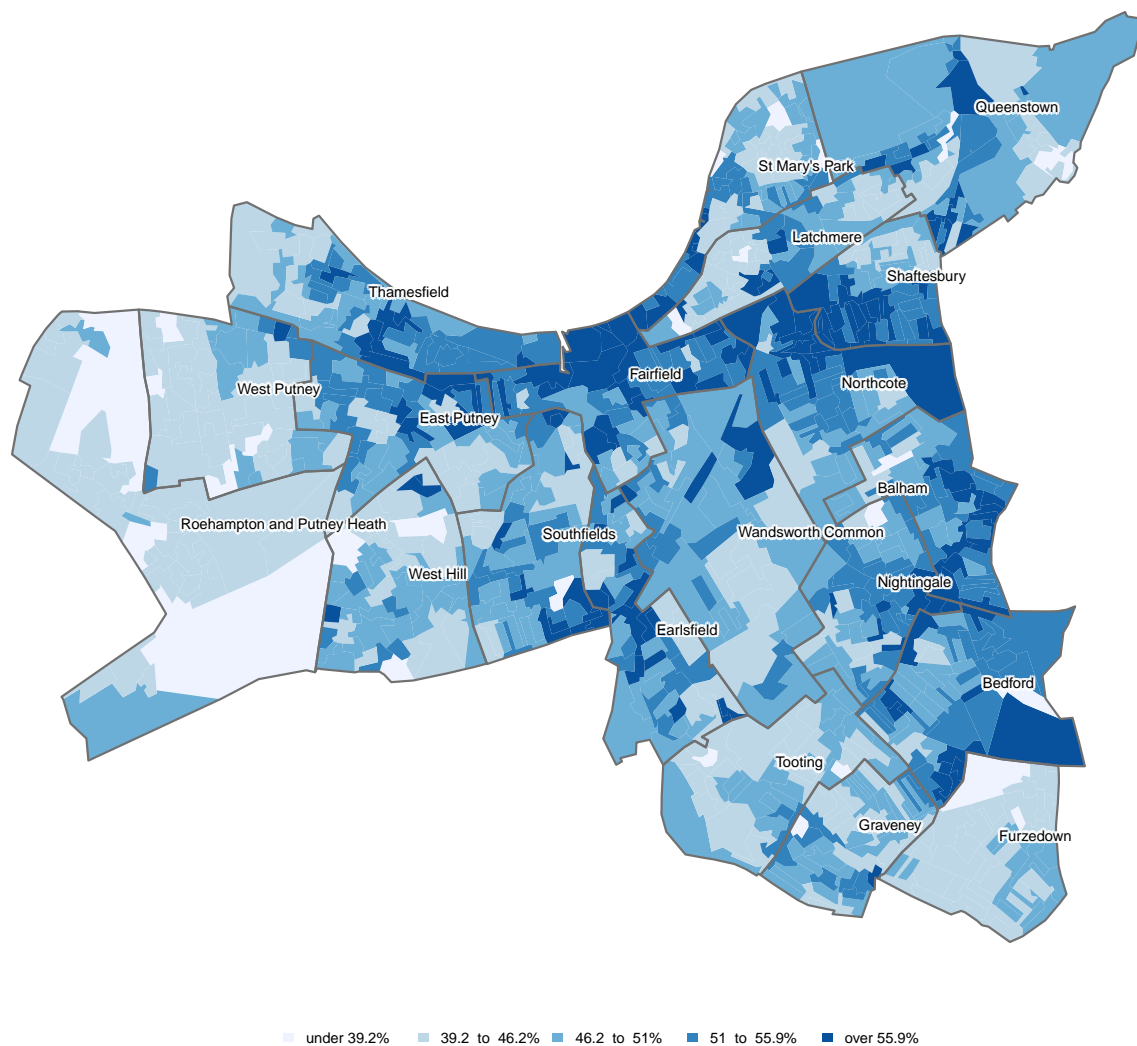 Queenstown
St Mary's Park
Latchmere
Shaftesbury
Thamesfield
Fairfield
Northcote
West Putney
East Putney
Balham
Roehampton and Putney Heath
Southfields
Wandsworth Common
West Hill
Nightingale
Earlsfield
Bedford
Tooting
Graveney
Furzedown
under 39.2% 39.2 to 46.2% 46.2 to 51% 51 to 55.9% over 55.9%